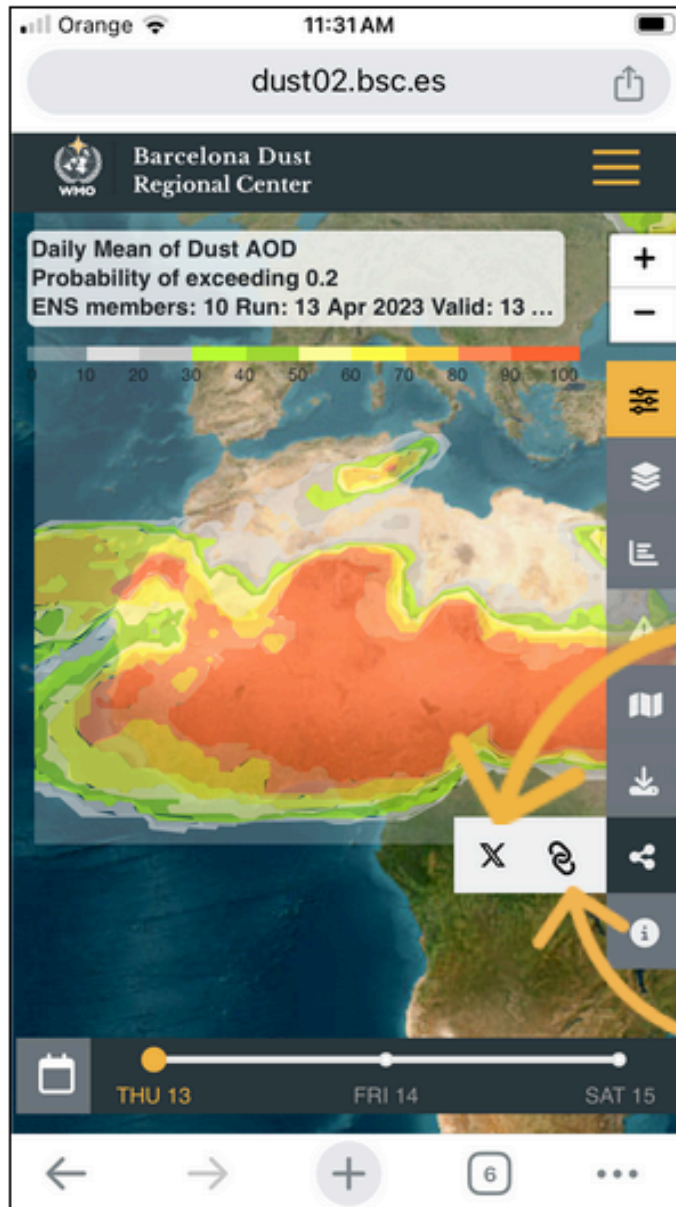 Orange
11:31 AM
dust02.bsc.es
WMO
Barcelona Dust
Regional Center
Daily Mean of Dust AOD
Probability of exceeding 0.2
ENS members: 10 Run: 13 Apr 2023 Valid: 13 ...
0 10 20 30 40 50 60 70 80 90 100
THU 13 FRI 14 SAT 15
6